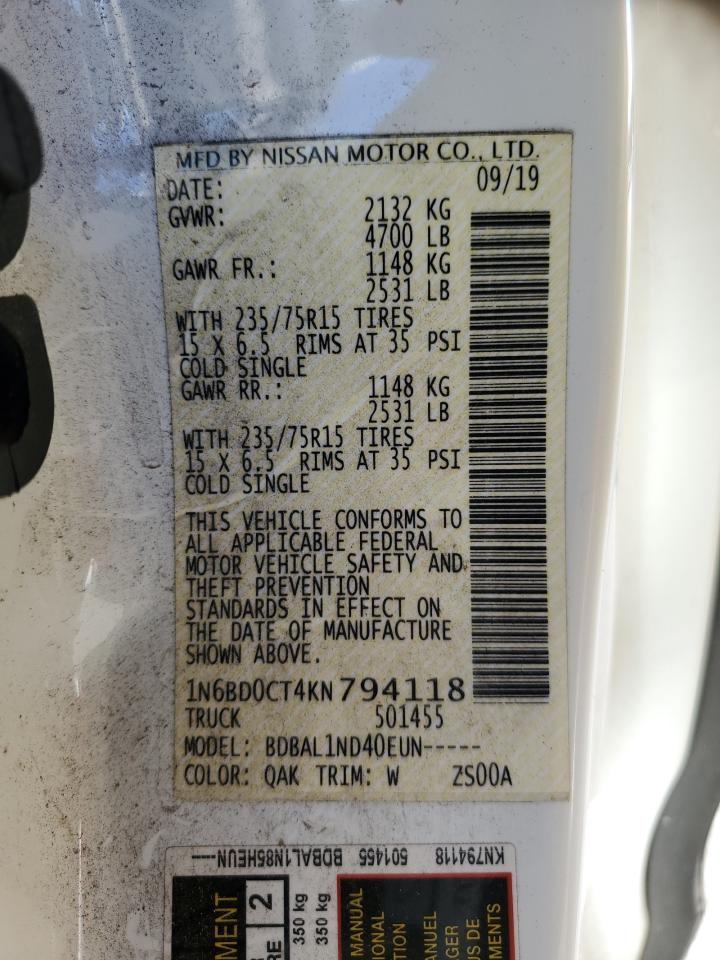 MFD BY NISSAN MOTOR CO., LTD.
DATE: 09/19
GVWR: 2132 KG
4700 LB
GAWR FR.: 1148 KG
2531 LB
WITH 235/75R15 TIRES
15 X 6.5 RIMS AT 35 PSI
COLD SINGLE
GAWR RR.: 1148 KG
2531 LB
WITH 235/75R15 TIRES
15 X 6.5 RIMS AT 35 PSI
COLD SINGLE
THIS VEHICLE CONFORMS TO
ALL APPLICABLE FEDERAL
MOTOR VEHICLE SAFETY AND
THEFT PREVENTION
STANDARDS IN EFFECT ON
THE DATE OF MANUFACTURE
SHOWN ABOVE.
1N6BD0CT4KN794118
TRUCK 501455
MODEL: BDBAL1ND40EUN-----
COLOR: QAK TRIM: W ZS00A
KN794118 501455 BDBAL1N85HEUN---
2
350 kg
350 kg
MANUAL